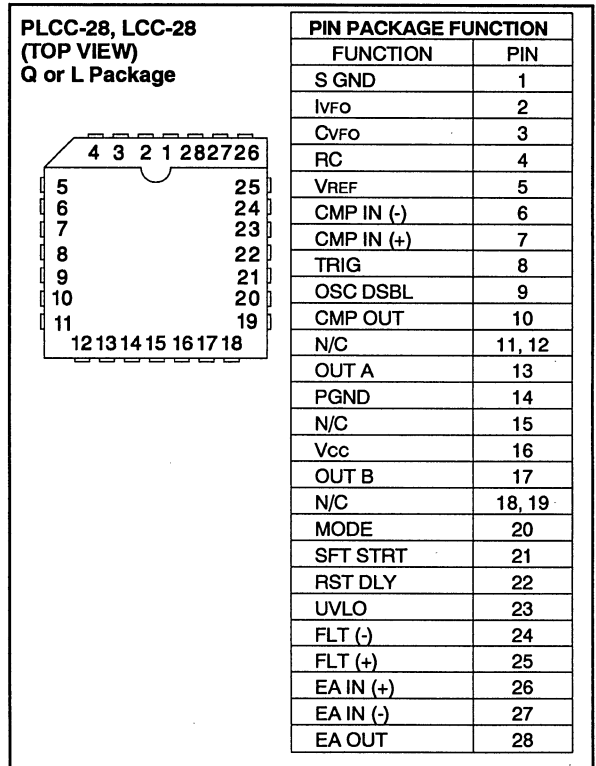 PLCC-28, LCC-28
(TOP VIEW)
Q or L Package
4 3 2 1 28 27 26
5 25
6 24
7 23
8 22
9 21
10 20
11 19
12 13 14 15 16 17 18
PIN PACKAGE FUNCTION
FUNCTION PIN
S GND 1
IVFO 2
CVFO 3
RC 4
VREF 5
CMP IN (-) 6
CMP IN (+) 7
TRIG 8
OSC DSBL 9
CMP OUT 10
N/C 11, 12
OUT A 13
PGND 14
N/C 15
Vcc 16
OUT B 17
N/C 18, 19
MODE 20
SFT STRT 21
RST DLY 22
UVLO 23
FLT (-) 24
FLT (+) 25
EA IN (+) 26
EA IN (-) 27
EA OUT 28